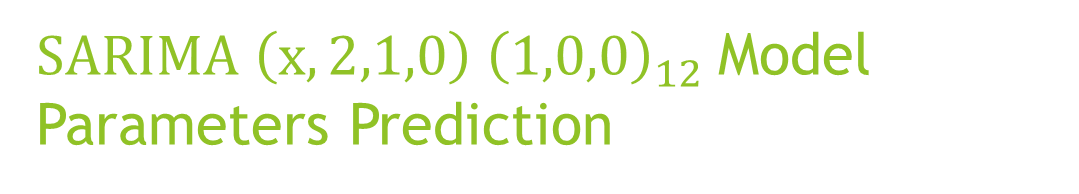 SARIMA (x, 2,1,0) (1,0,0)₁₂ Model
Parameters Prediction